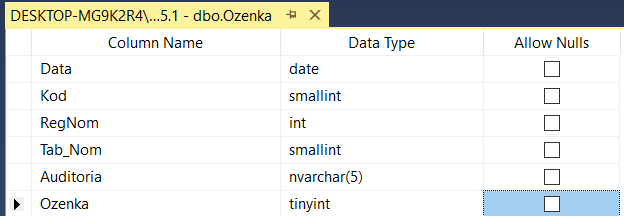 DESKTOP-MG9K2R4\...5.1 - dbo.Ozenka
Column Name Data Type Allow Nulls
Data date
Kod smallint
RegNom int
Tab_Nom smallint
Auditoria nvarchar(5)
Ozenka tinyint